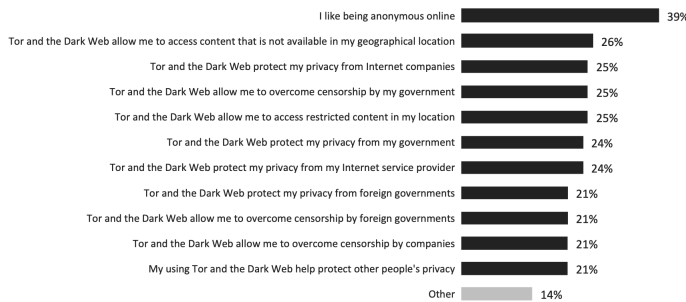 I like being anonymous online 39%
Tor and the Dark Web allow me to access content that is not available in my geographical location 26%
Tor and the Dark Web protect my privacy from Internet companies 25%
Tor and the Dark Web allow me to overcome censorship by my government 25%
Tor and the Dark Web allow me to access restricted content in my location 25%
Tor and the Dark Web protect my privacy from my government 24%
Tor and the Dark Web protect my privacy from my Internet service provider 24%
Tor and the Dark Web protect my privacy from foreign governments 21%
Tor and the Dark Web allow me to overcome censorship by foreign governments 21%
Tor and the Dark Web allow me to overcome censorship by companies 21%
My using Tor and the Dark Web help protect other people's privacy 21%
Other 14%